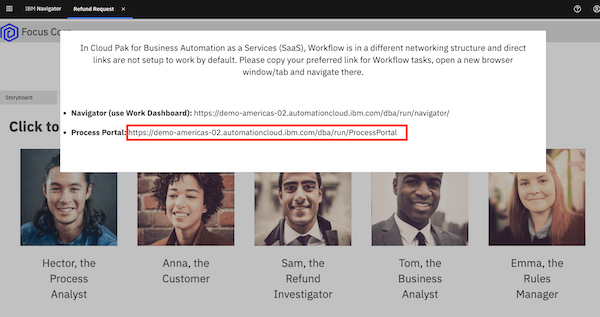 IBM Navigator
Refund Request
Focus Co
In Cloud Pak for Business Automation as a Services (SaaS), Workflow is in a different networking structure and direct
links are not setup to work by default. Please copy your preferred link for Workflow tasks, open a new browser
window/tab and navigate there.
Storyboard
Navigator (use Work Dashboard): https://demo-americas-02.automationcloud.ibm.com/dba/run/navigator/
Process Portal: https://demo-americas-02.automationcloud.ibm.com/dba/run/ProcessPortal
Click to
Hector, the
Process
Analyst
Anna, the
Customer
Sam, the
Refund
Investigator
Tom, the
Business
Analyst
Emma, the
Rules
Manager